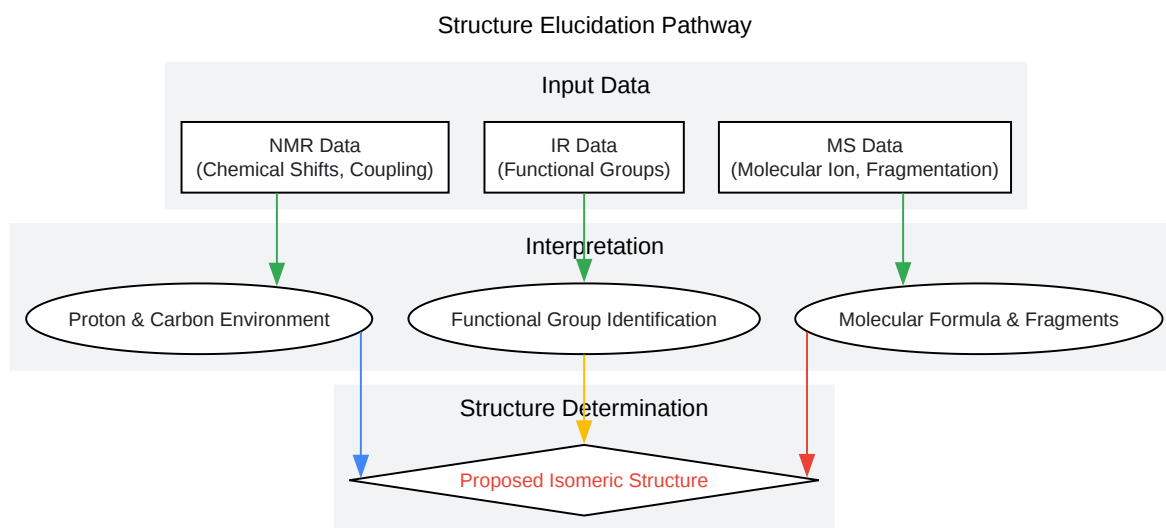 Structure Elucidation Pathway
Input Data
NMR Data
(Chemical Shifts, Coupling)
IR Data
(Functional Groups)
MS Data
(Molecular Ion, Fragmentation)
Interpretation
Proton & Carbon Environment
Functional Group Identification
Molecular Formula & Fragments
Structure Determination
Proposed Isomeric Structure